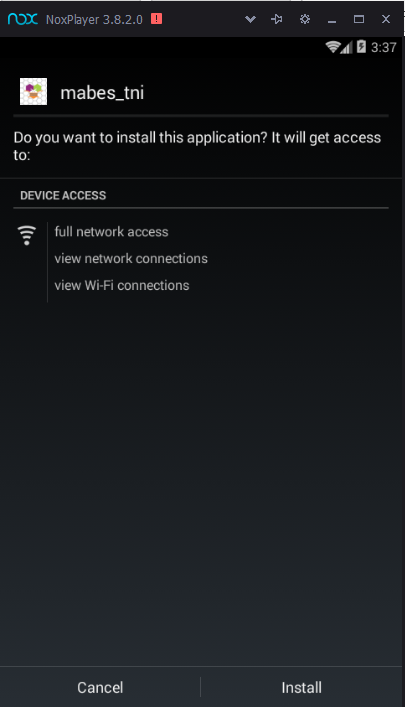 nox NoxPlayer 3.8.2.0
3:37
mabes_tni
Do you want to install this application? It will get access
to:
DEVICE ACCESS
full network access
view network connections
view Wi-Fi connections
Cancel Install